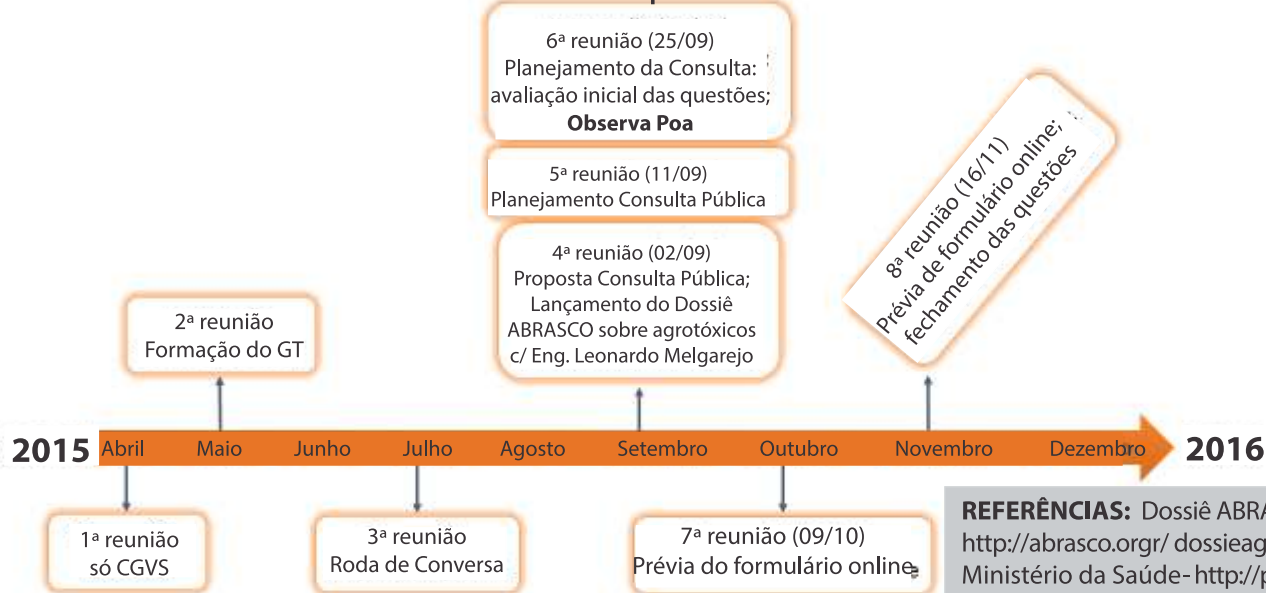 6ª reunião (25/09)
Planejamento da Consulta:
avaliação inicial das questões;
Observa Poa
5ª reunião (11/09)
Planejamento Consulta Pública
4ª reunião (02/09)
Proposta Consulta Pública;
Lançamento do Dossiê
ABRASCO sobre agrotóxicos
c/ Eng. Leonardo Melgarejo
8ª reunião (16/11)
Prévia de formulário online;
fechamento das questões
2ª reunião
Formação do GT
2015 Abril Maio Junho Julho Agosto Setembro Outubro Novembro Dezembro 2016
1ª reunião
só CGVS
3ª reunião
Roda de Conversa
7ª reunião (09/10)
Prévia do formulário online
REFERÊNCIAS: Dossiê ABRA
http://abrasco.orgr/ dossieag
Ministério da Saúde-http://p